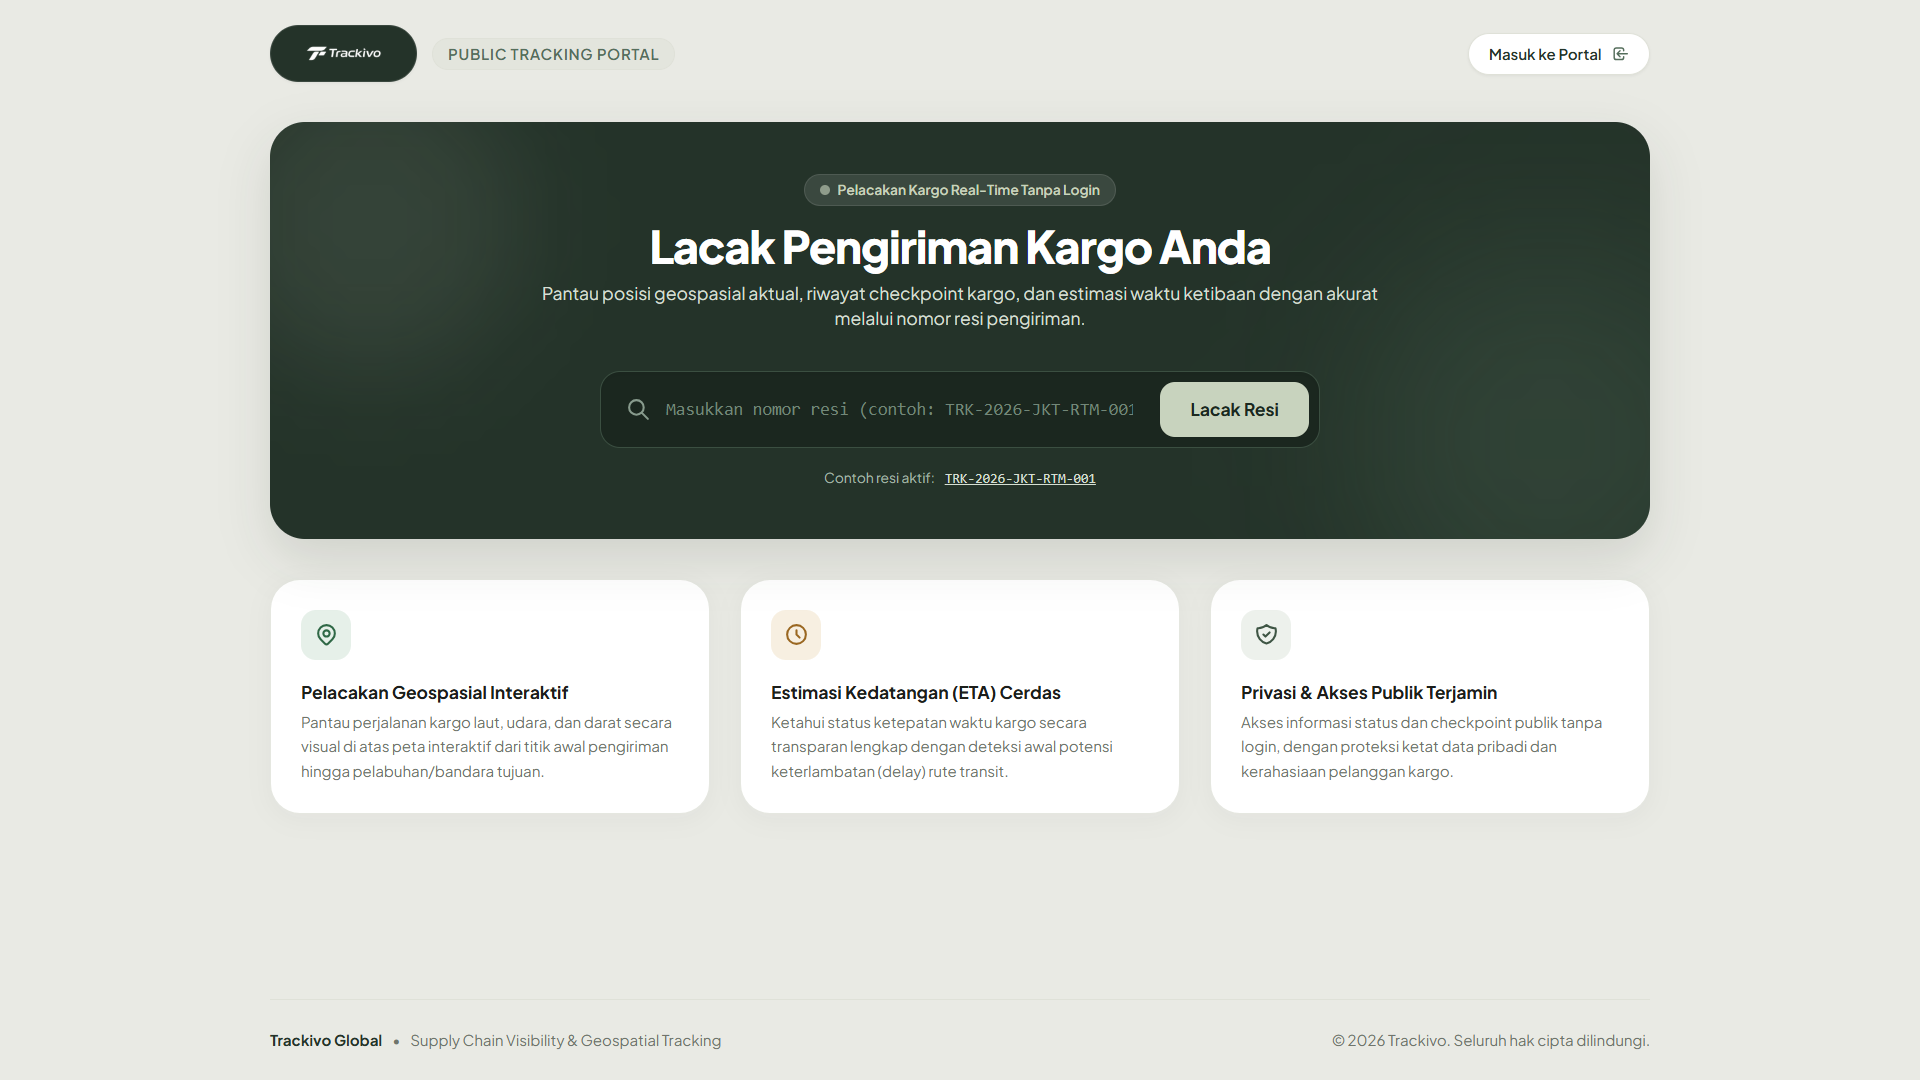 Trackivo
PUBLIC TRACKING PORTAL
Masuk ke Portal
Pelacakan Kargo Real-Time Tanpa Login
Lacak Pengiriman Kargo Anda
Pantau posisi geospasial aktual, riwayat checkpoint kargo, dan estimasi waktu ketibaan dengan akurat
melalui nomor resi pengiriman.
Masukkan nomor resi (contoh: TRK-2026-JKT-RTM-001
Lacak Resi
Contoh resi aktif: TRK-2026-JKT-RTM-001
Pelacakan Geospasial Interaktif
Pantau perjalanan kargo laut, udara, dan darat secara
visual di atas peta interaktif dari titik awal pengiriman
hingga pelabuhan/bandara tujuan.
Estimasi Kedatangan (ETA) Cerdas
Ketahui status ketepatan waktu kargo secara
transparan lengkap dengan deteksi awal potensi
keterlambatan (delay) rute transit.
Privasi & Akses Publik Terjamin
Akses informasi status dan checkpoint publik tanpa
login, dengan proteksi ketat data pribadi dan
kerahasiaan pelanggan kargo.
Trackivo Global • Supply Chain Visibility & Geospatial Tracking
© 2026 Trackivo. Seluruh hak cipta dilindungi.